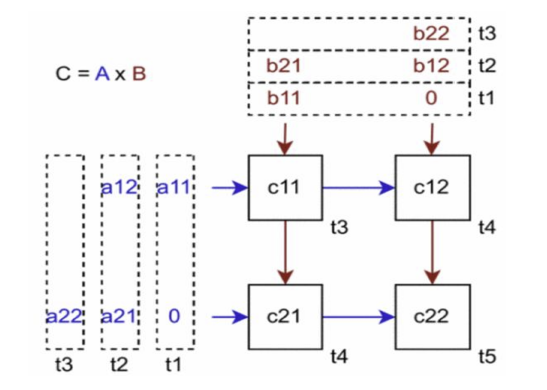 b22 t3
C = A x B
b21 b12 t2
b11 0 t1
a12 a11 c11 c12
t3 t4
a22 a21 0 c21 c22
t3 t2 t1 t4 t5